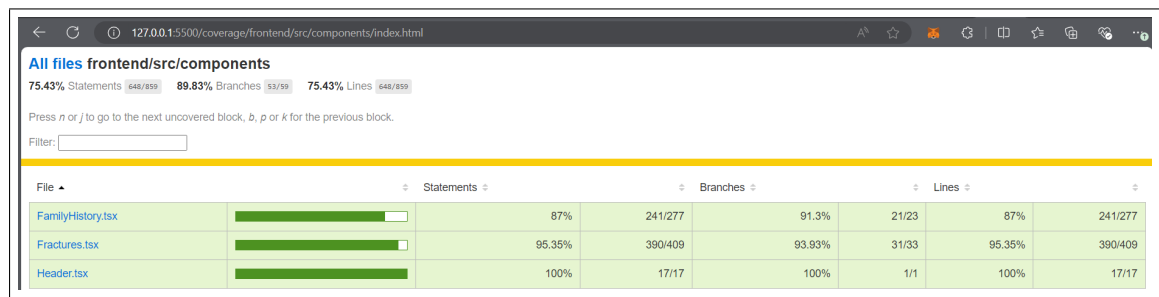 127.0.0.1:5500/coverage/frontend/src/components/index.html
All files frontend/src/components
75.43% Statements 648/859 89.83% Branches 53/59 75.43% Lines 648/859
Press n or j to go to the next uncovered block, b, p or k for the previous block.
Filter:
File Statements Branches Lines
FamilyHistory.tsx 87% 241/277 91.3% 21/23 87% 241/277
Fractures.tsx 95.35% 390/409 93.93% 31/33 95.35% 390/409
Header.tsx 100% 17/17 100% 1/1 100% 17/17